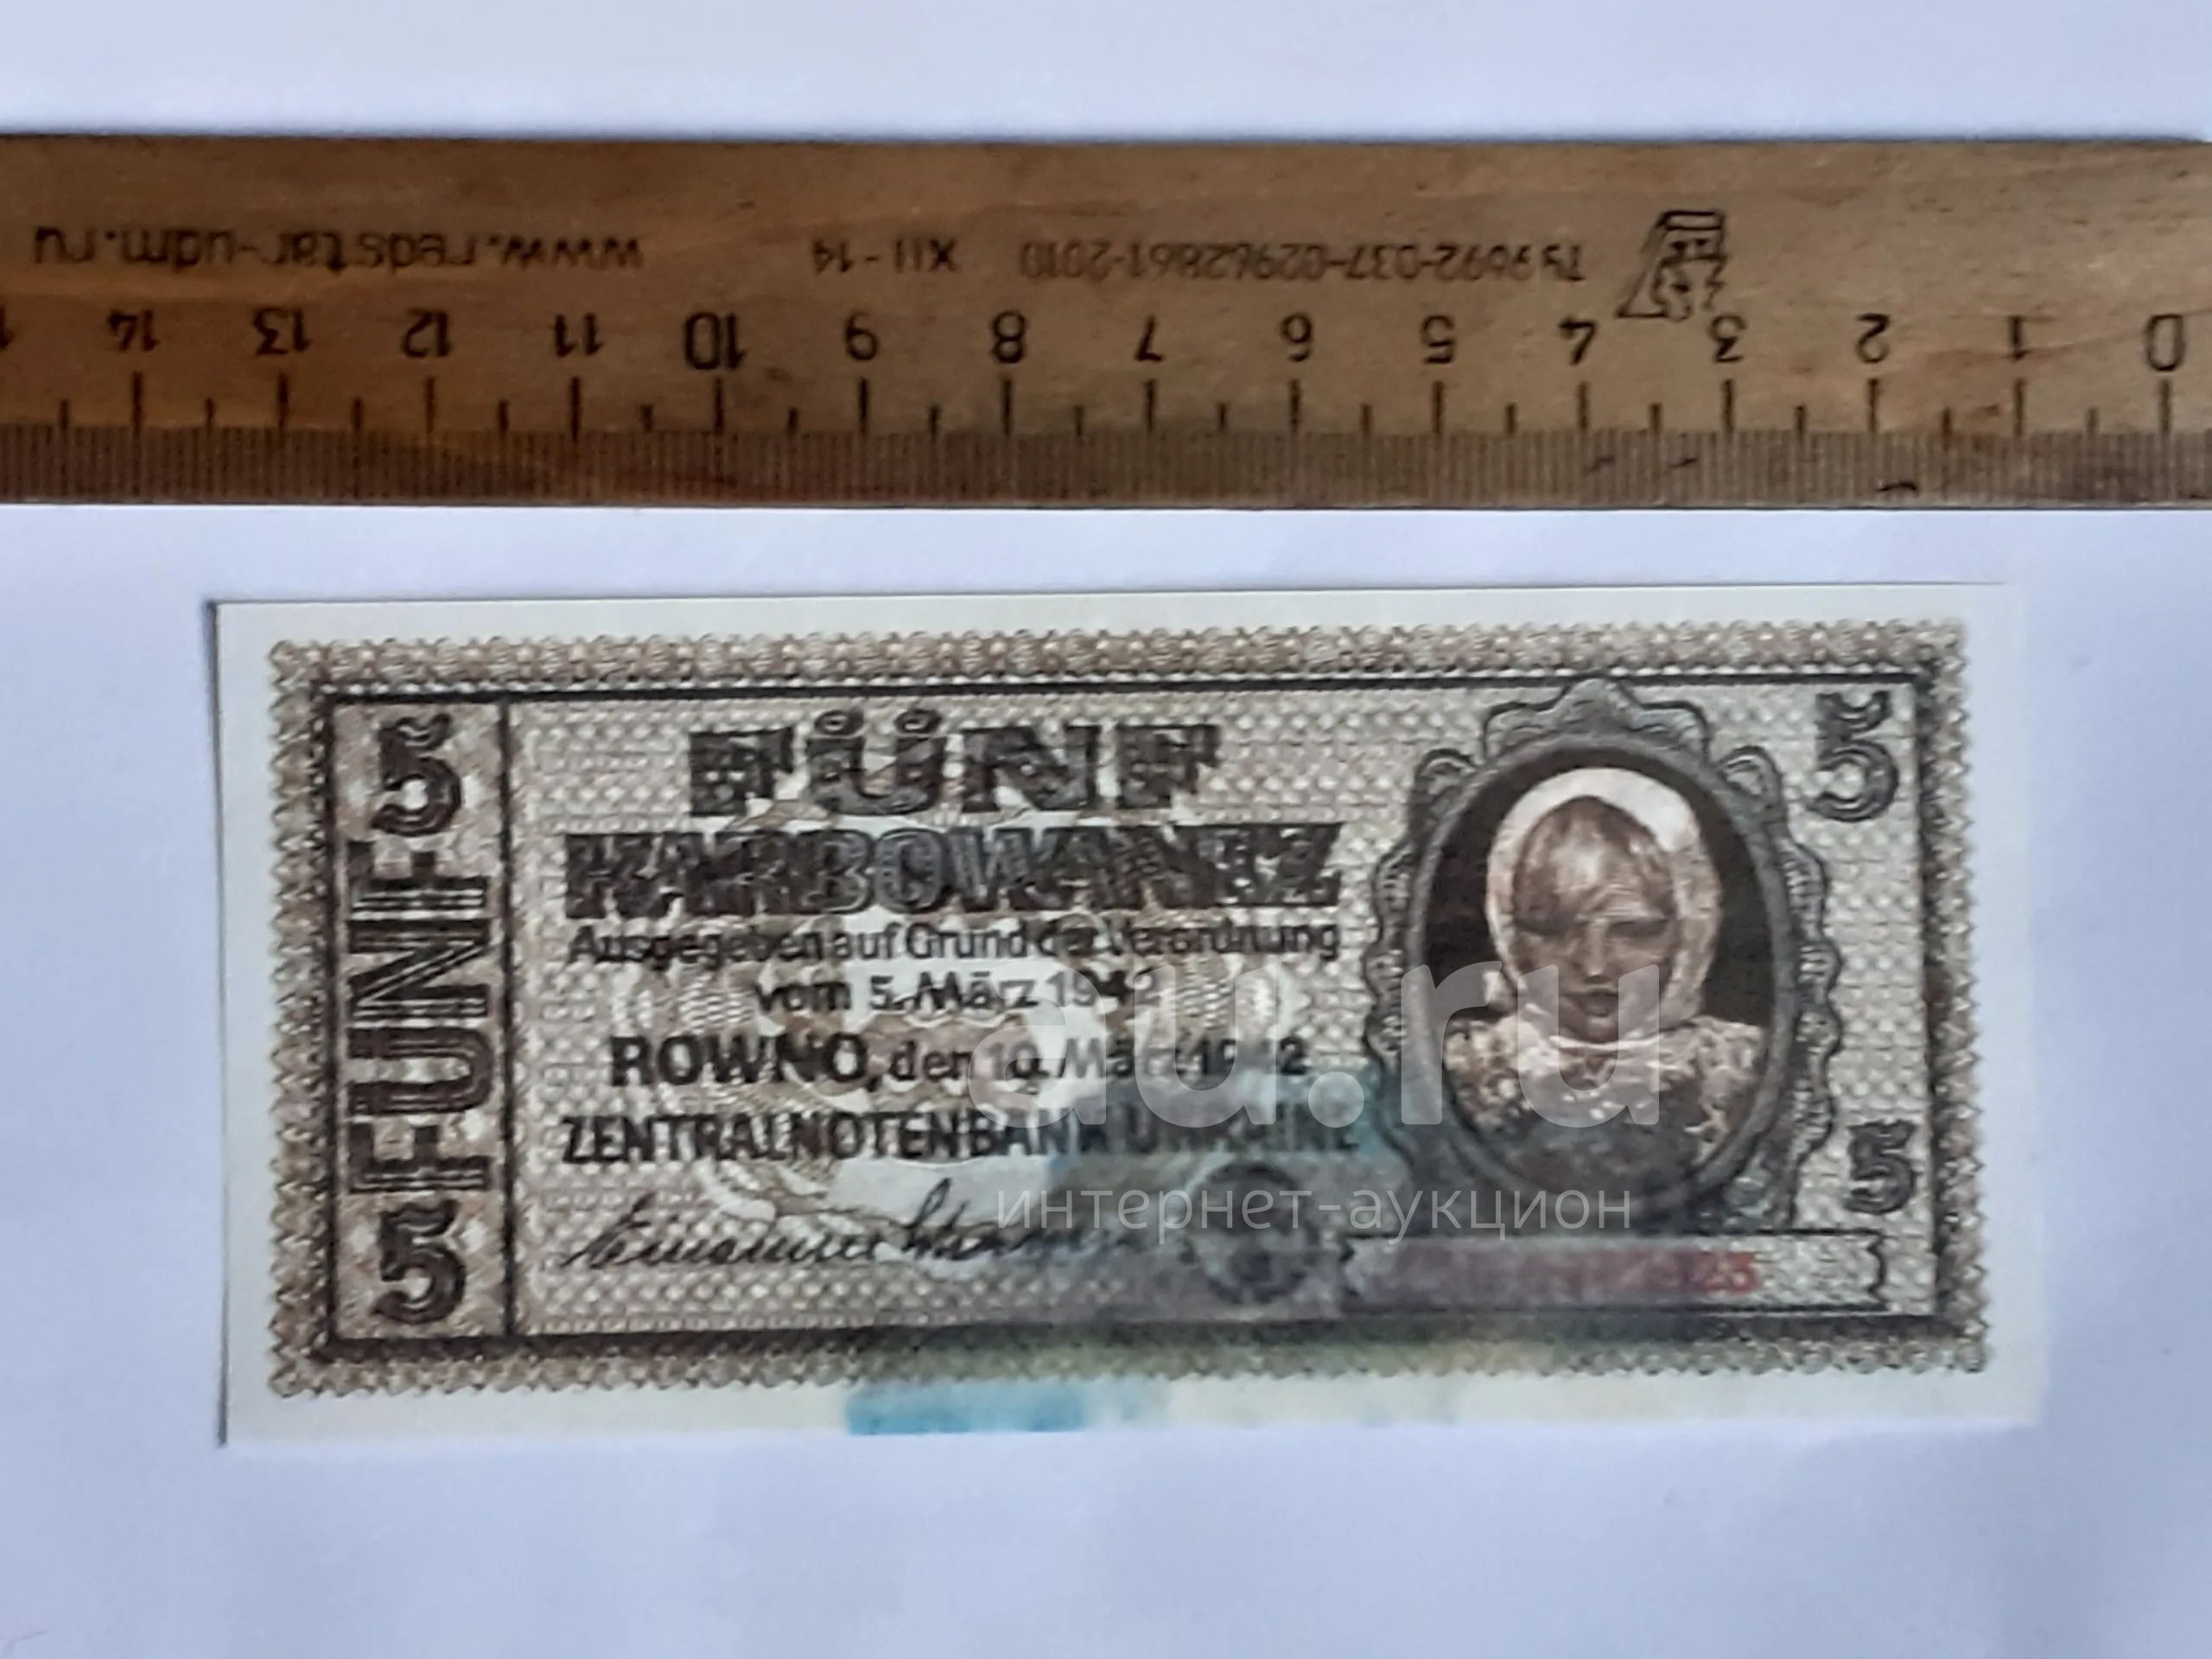 www.redstar-udm.ru
XII-14
14 13 12 11 10 9 8 7 6 5 4 3 2 1 0
5
FÜNF
5
FÜNF
KARBOWANEZ
Ausgegeben auf Grund der Verordnung
vom 5. März 1942
ROWNO, den 10. März 1942
ZENTRALNOTENBANK UKRAINE
5
5
au.ru
интернет-аукцион